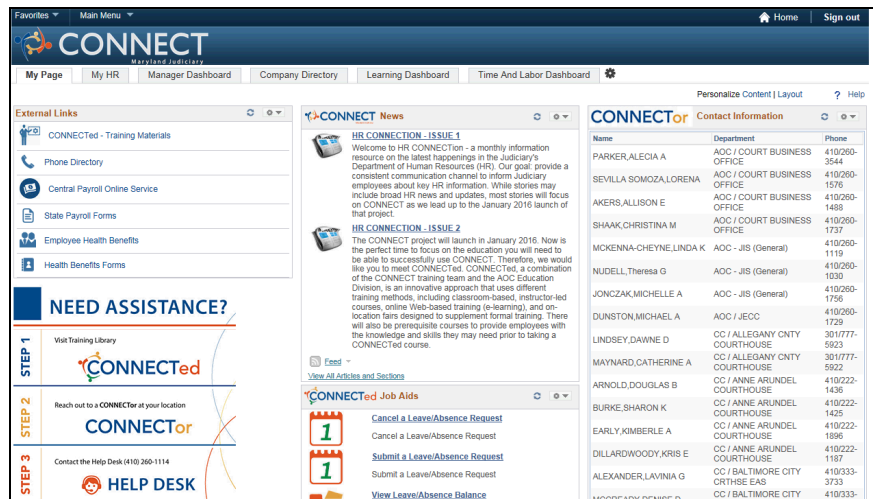 Favorites Main Menu Home Sign out
CONNECT
Maryland Judiciary
My Page My HR Manager Dashboard Company Directory Learning Dashboard Time And Labor Dashboard
Personalize Content | Layout ? Help
External Links
CONNECTed - Training Materials
Phone Directory
Central Payroll Online Service
State Payroll Forms
Employee Health Benefits
Health Benefits Forms
NEED ASSISTANCE?
STEP 1
Visit Training Library
CONNECTed
STEP 2
Reach out to a CONNECTor at your location
CONNECTor
STEP 3
Contact the Help Desk (410) 260-1114
HELP DESK
CONNECT News
HR CONNECTION - ISSUE 1
Welcome to HR CONNECTion - a monthly information
resource on the latest happenings in the Judiciary's
Department of Human Resources (HR). Our goal: provide a
consistent communication channel to inform Judiciary
employees about key HR information. While stories may
include broad HR news and updates, most stories will focus
on CONNECT as we lead up to the January 2016 launch of
that project.
HR CONNECTION - ISSUE 2
The CONNECT project will launch in January 2016. Now is
the perfect time to focus on the education you will need to
be able to successfully use CONNECT. Therefore, we would
like you to meet CONNECTed. CONNECTed, a combination
of the CONNECT training team and the AOC Education
Division, is an innovative approach that uses different
training methods, including classroom-based, instructor-led
courses, online Web-based training (e-learning), and on-
location fairs designed to supplement formal training. There
will also be prerequisite courses to provide employees with
the knowledge and skills they may need prior to taking a
CONNECTed course.
Feed
View All Articles and Sections
CONNECTed Job Aids
1
Cancel a Leave/Absence Request
Cancel a Leave/Absence Request
1
Submit a Leave/Absence Request
Submit a Leave/Absence Request
View Leave/Absence Balance
CONNECTor Contact Information
Name Department Phone
PARKER,ALECIA A AOC / COURT BUSINESS OFFICE 410/260-3544
SEVILLA SOMOZA,LORENA AOC / COURT BUSINESS OFFICE 410/260-1576
AKERS,ALLISON E AOC / COURT BUSINESS OFFICE 410/260-1488
SHAAK,CHRISTINA M AOC / COURT BUSINESS OFFICE 410/260-1737
MCKENNA-CHEYNE,LINDA K AOC - JIS (General) 410/260-1119
NUDELL,Theresa G AOC - JIS (General) 410/260-1030
JONCZAK,MICHELLE A AOC - JIS (General) 410/260-1756
DUNSTON,MICHAEL A AOC / JECC 410/260-1729
LINDSEY,DAWNE D CC / ALLEGANY CNTY COURTHOUSE 301/777-5923
MAYNARD,CATHERINE A CC / ALLEGANY CNTY COURTHOUSE 301/777-5922
ARNOLD,DOUGLAS B CC / ANNE ARUNDEL COURTHOUSE 410/222-1436
BURKE,SHARON K CC / ANNE ARUNDEL COURTHOUSE 410/222-1425
EARLY,KIMBERLE A CC / ANNE ARUNDEL COURTHOUSE 410/222-1896
DILLARDWOODY,KRIS E CC / ANNE ARUNDEL COURTHOUSE 410/222-1187
ALEXANDER,LAVINIA G CC / BALTIMORE CITY CRTHSE EAS 410/333-3733
CC / BALTIMORE CITY 410/333-